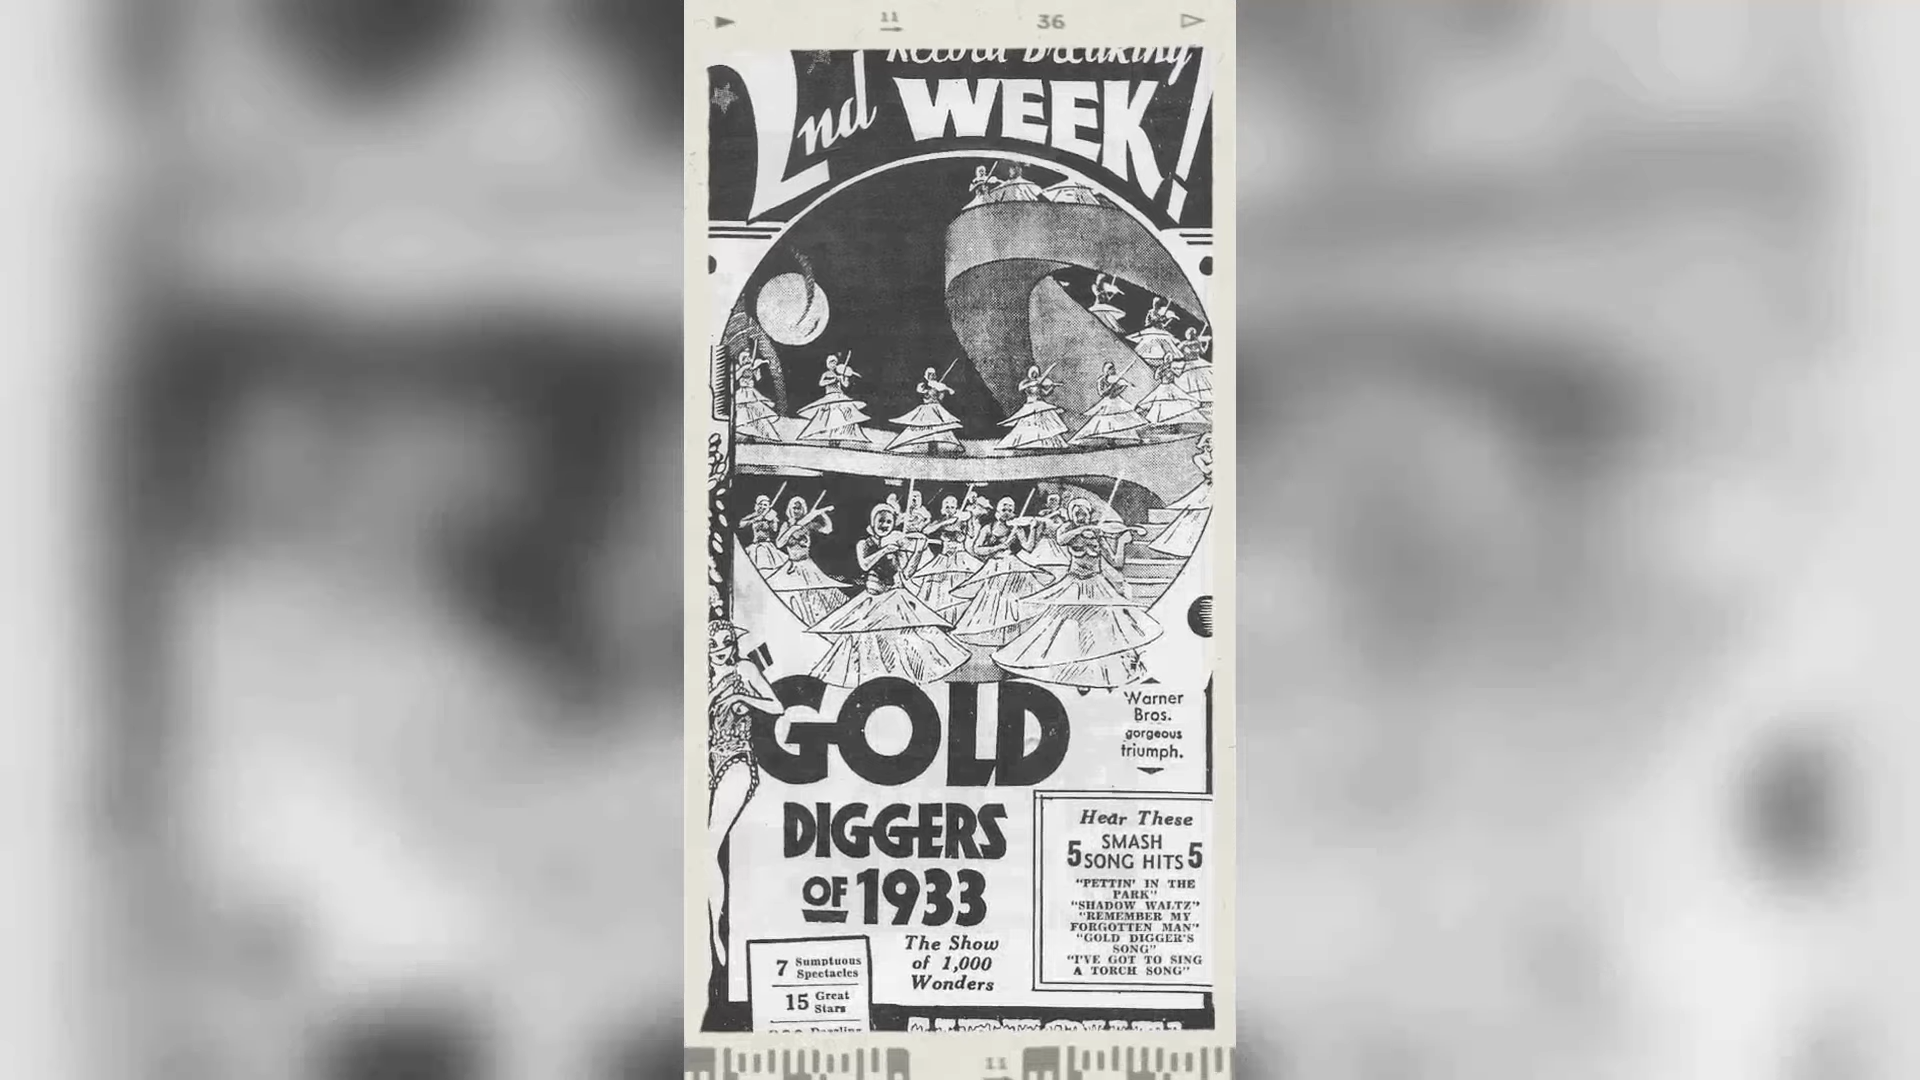 11
36
Record Breaking
2nd WEEK!
"GOLD
DIGGERS
OF 1933
Warner
Bros.
gorgeous
triumph.
The Show
of 1,000
Wonders
7 Sumptuous
Spectacles
15 Great
Stars
Dazzling
Hear These
5 SMASH
SONG HITS 5
"PETTIN' IN THE
PARK"
"SHADOW WALTZ"
"REMEMBER MY
FORGOTTEN MAN"
"GOLD DIGGER'S
SONG"
"I'VE GOT TO SING
A TORCH SONG"
11